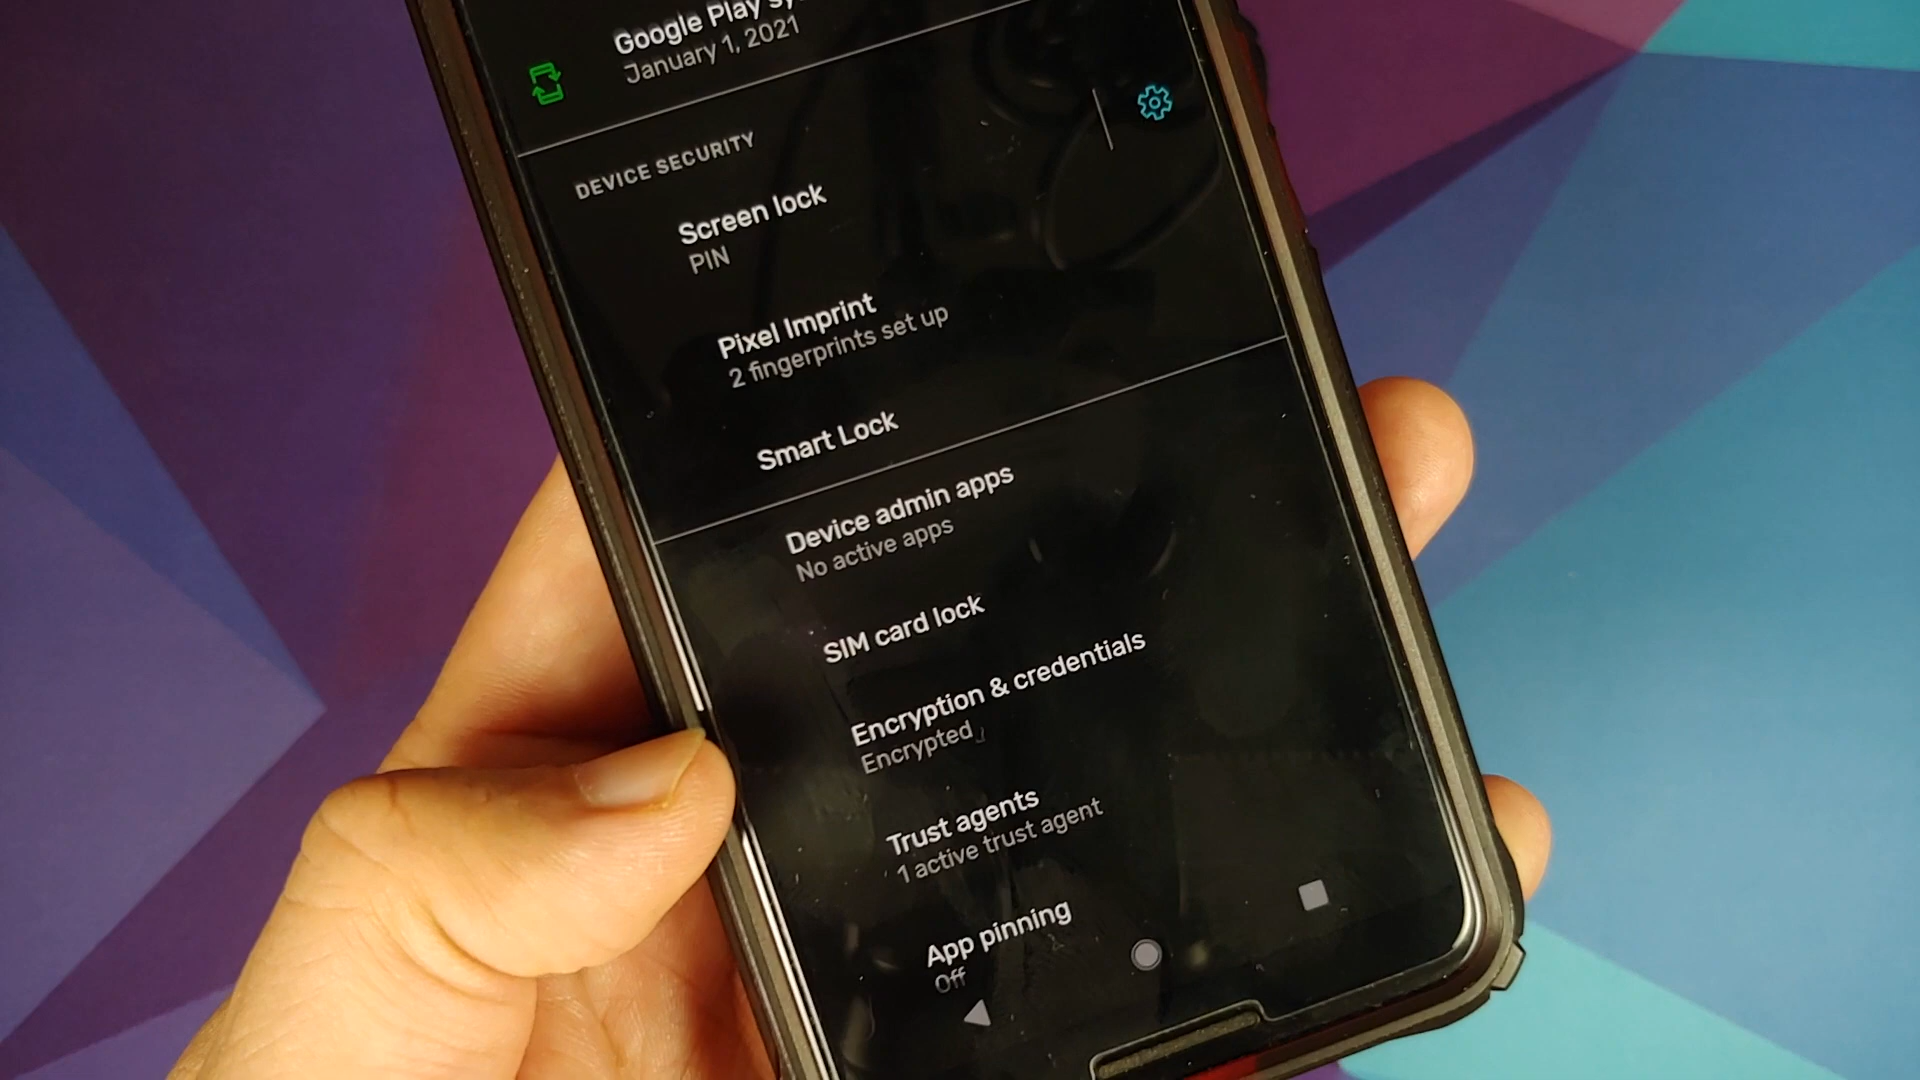 Google Play
January 1, 2021
DEVICE SECURITY
Screen lock
PIN
Pixel Imprint
2 fingerprints set up
Smart Lock
Device admin apps
No active apps
SIM card lock
Encryption & credentials
Encrypted
Trust agents
1 active trust agent
App pinning
Off